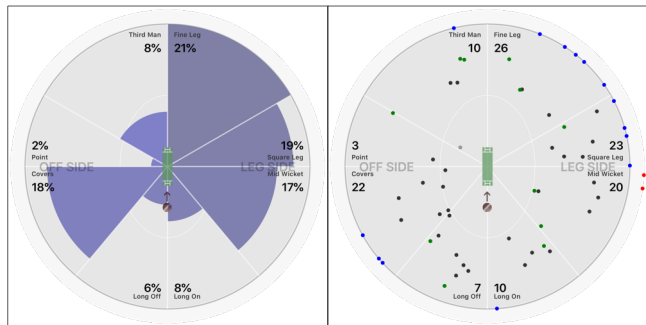 Third Man
8%
Fine Leg
21%
2%
Point
19%
Square Leg
OFF SIDE
LEG SIDE
Covers
18%
Mid Wicket
17%
6%
Long Off
8%
Long On
Third Man
10
Fine Leg
26
3
Point
23
Square Leg
OFF SIDE
LEG SIDE
Covers
22
Mid Wicket
20
7
Long Off
10
Long On